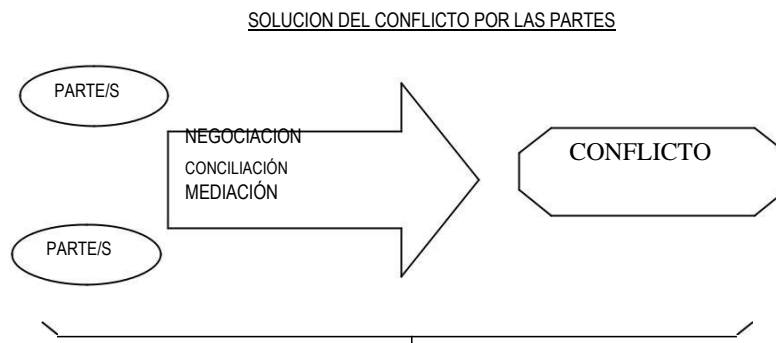 SOLUCION DEL CONFLICTO POR LAS PARTES
PARTE/S
NEGOCIACION
CONCILIACIÓN
MEDIACIÓN
CONFLICTO
PARTE/S